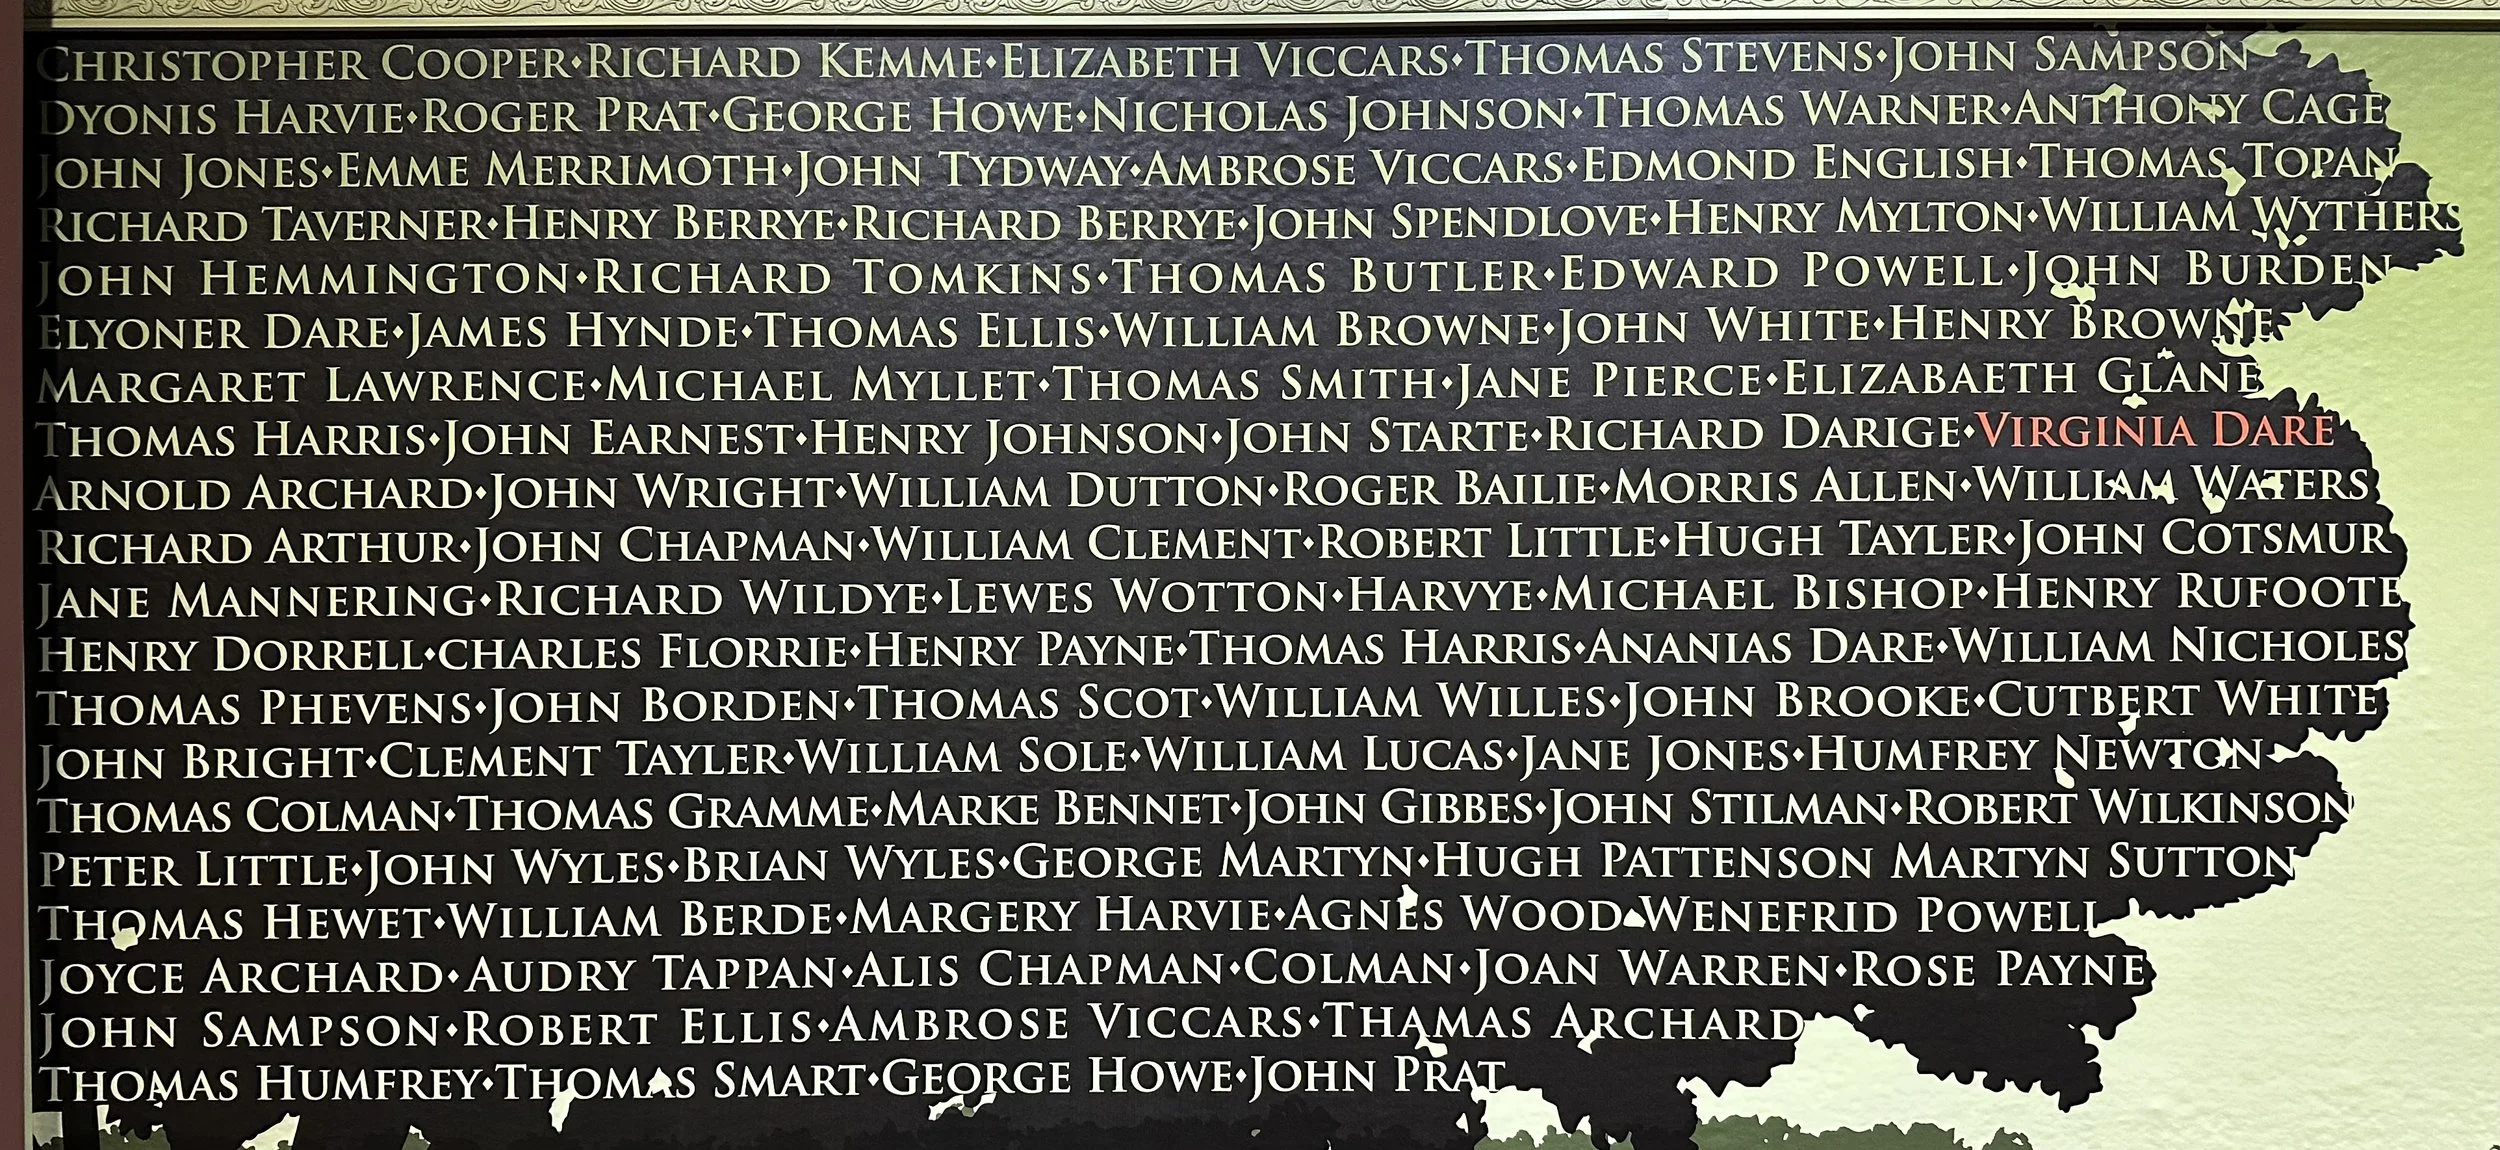 CHRISTOPHER COOPER·RICHARD KEMME·ELIZABETH VICCARS·THOMAS STEVENS·JOHN SAMPSON
DYONIS HARVIE·ROGER PRAT·GEORGE HOWE·NICHOLAS JOHNSON·THOMAS WARNER·ANTHONY CAGE
JOHN JONES·EMME MERRIMOTH·JOHN TYDWAY·AMBROSE VICCARS·EDMOND ENGLISH·THOMAS TOPAN
RICHARD TAVERNER·HENRY BERRYE·RICHARD BERRYE·JOHN SPENDLOVE·HENRY MYLTON·WILLIAM WYTHERS
JOHN HEMMINGTON·RICHARD TOMKINS·THOMAS BUTLER·EDWARD POWELL·JOHN BURDEN
ELYONER DARE·JAMES HYNDE·THOMAS ELLIS·WILLIAM BROWNE·JOHN WHITE·HENRY BROWNE
MARGARET LAWRENCE·MICHAEL MYLLET·THOMAS SMITH·JANE PIERCE·ELIZABAETH GLANE
THOMAS HARRIS·JOHN EARNEST·HENRY JOHNSON·JOHN STARTE·RICHARD DARIGE·VIRGINIA DARE
ARNOLD ARCHARD·JOHN WRIGHT·WILLIAM DUTTON·ROGER BAILIE·MORRIS ALLEN·WILLIAM WATERS
RICHARD ARTHUR·JOHN CHAPMAN·WILLIAM CLEMENT·ROBERT LITTLE·HUGH TAYLER·JOHN COTSMUR
JANE MANNERING·RICHARD WILDYE·LEWES WOTTON·HARVYE·MICHAEL BISHOP·HENRY RUFOOTE
HENRY DORRELL·CHARLES FLORRIE·HENRY PAYNE·THOMAS HARRIS·ANANIAS DARE·WILLIAM NICHOLES
THOMAS PHEVENS·JOHN BORDEN·THOMAS SCOT·WILLIAM WILLES·JOHN BROOKE·CUTBERT WHITE
JOHN BRIGHT·CLEMENT TAYLER·WILLIAM SOLE·WILLIAM LUCAS·JANE JONES·HUMFREY NEWTON
THOMAS COLMAN·THOMAS GRAMME·MARKE BENNET·JOHN GIBBES·JOHN STILMAN·ROBERT WILKINSON
PETER LITTLE·JOHN WYLES·BRIAN WYLES·GEORGE MARTYN·HUGH PATTENSON MARTYN SUTTON
THOMAS HEWET·WILLIAM BERDE·MARGERY HARVIE·AGNES WOOD·WENEFRID POWELL
JOYCE ARCHARD·AUDRY TAPPAN·ALIS CHAPMAN·COLMAN·JOAN WARREN·ROSE PAYNE
JOHN SAMPSON·ROBERT ELLIS·AMBROSE VICCARS·THAMAS ARCHARD
THOMAS HUMFREY·THOMAS SMART·GEORGE HOWE·JOHN PRAT